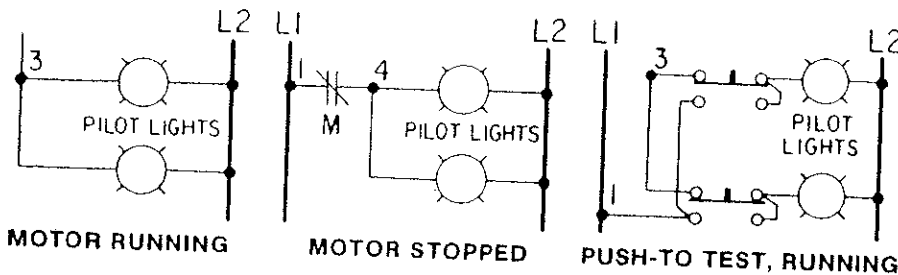 3
L2
PILOT LIGHTS
MOTOR RUNNING
L1
L2
1
4
M
PILOT LIGHTS
MOTOR STOPPED
L1
L2
3
PILOT
LIGHTS
1
PUSH-TO TEST, RUNNING